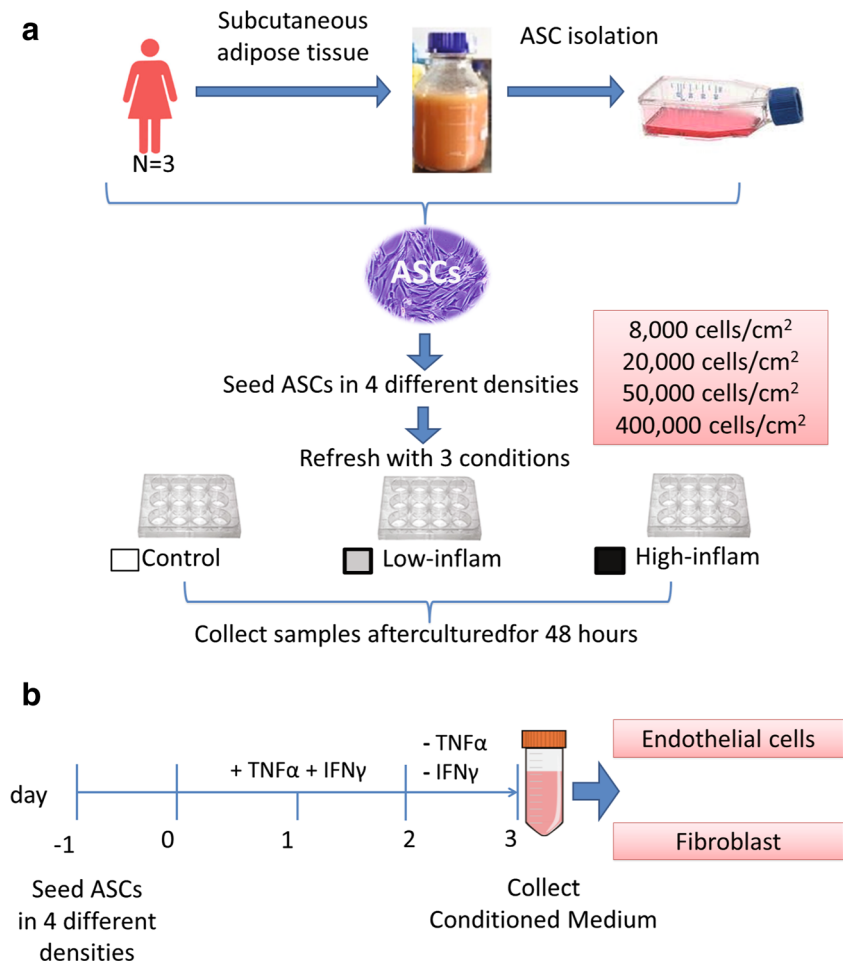 a
Subcutaneous
adipose tissue
ASC isolation
N=3
ASCs
Seed ASCs in 4 different densities
8,000 cells/cm²
20,000 cells/cm²
50,000 cells/cm²
400,000 cells/cm²
Refresh with 3 conditions
Control
Low-inflam
High-inflam
Collect samples afterculturedfor 48 hours
b
day
+ TNFα + IFNγ
- TNFα
- IFNγ
-1
0
1
2
3
Seed ASCs
in 4 different
densities
Collect
Conditioned Medium
Endothelial cells
Fibroblast